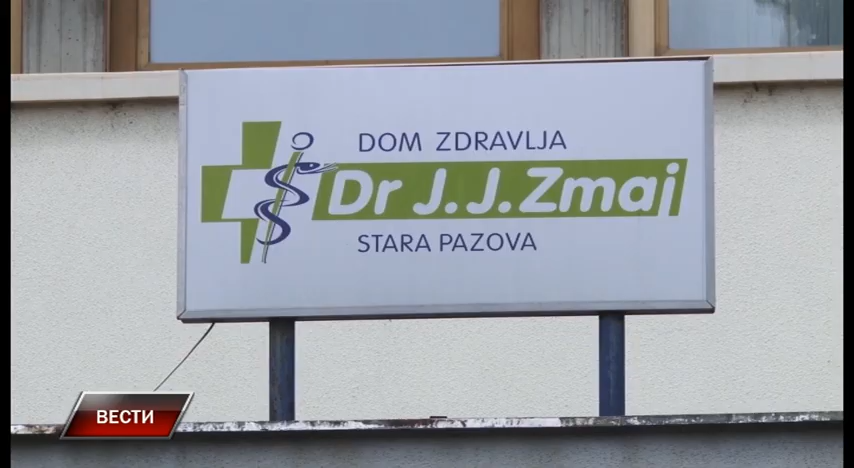 DOM ZDRAVLJA
Dr J. J. Zmaj
STARA PAZOVA
ВЕСТИ